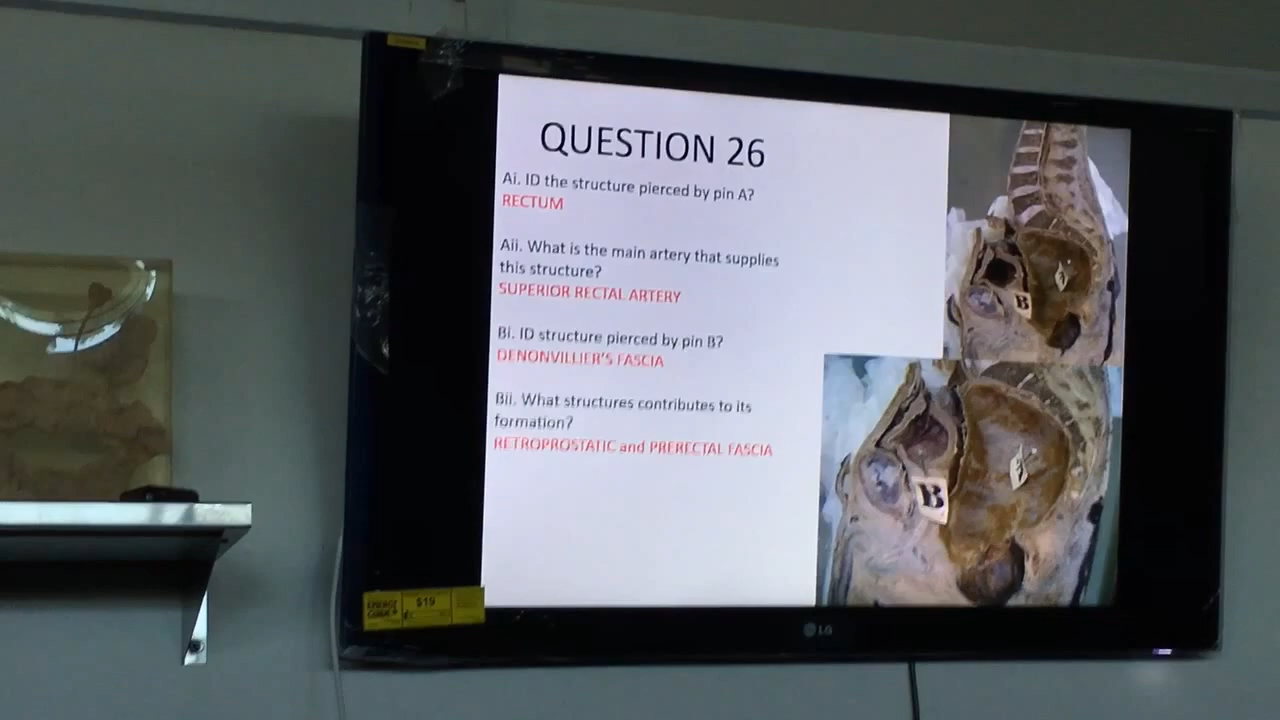 QUESTION 26
Ai. ID the structure pierced by pin A?
RECTUM
Aii. What is the main artery that supplies
this structure?
SUPERIOR RECTAL ARTERY
Bi. ID structure pierced by pin B?
DENONVILLIER'S FASCIA
Bii. What structures contributes to its
formation?
RETROPROSTATIC and PRERECTAL FASCIA
B
B
ENERGY
GUIDE
$19
LG